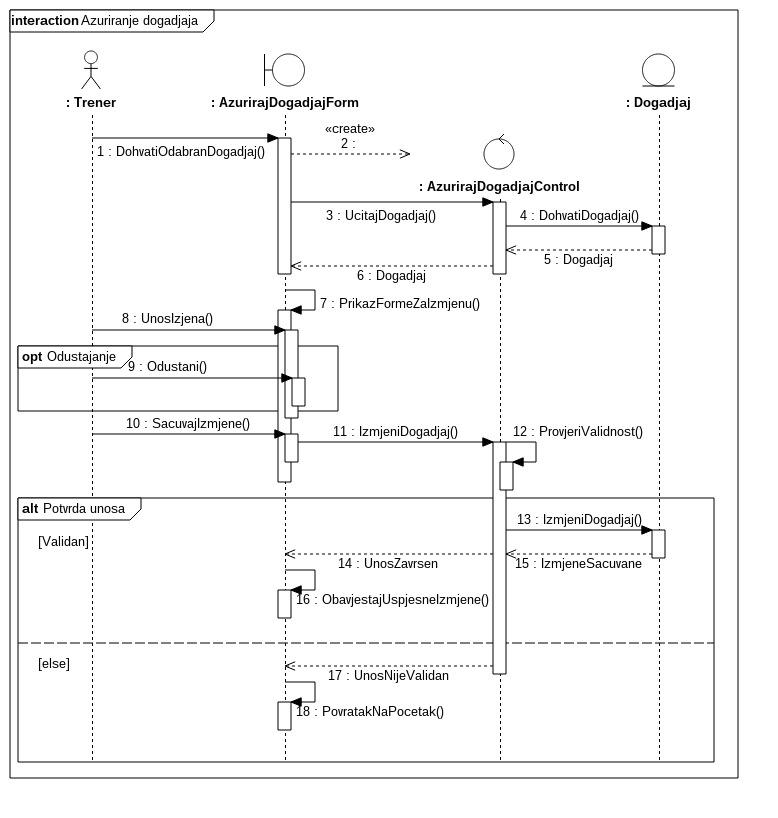 interaction Azuriranje dogadjaja
: Trener
: AzurirajDogadjajForm
: Dogadjaj
«create»
2 :
1 : DohvatiOdabranDogadjaj()
: AzurirajDogadjajControl
3 : UcitajDogadjaj()
4 : DohvatiDogadjaj()
5 : Dogadjaj
6 : Dogadjaj
7 : PrikazFormeZaIzmjenu()
8 : UnosIzjena()
opt Odustajanje
9 : Odustani()
10 : SacuvajIzmjene()
11 : IzmjeniDogadjaj()
12 : ProvjeriValidnost()
alt Potvrda unosa
13 : IzmjeniDogadjaj()
[Validan]
14 : UnosZavrsen
15 : IzmjeneSacuvane
16 : ObavjestajUspjesneIzmjene()
[else]
17 : UnosNijeValidan
18 : PovratakNaPocetak()